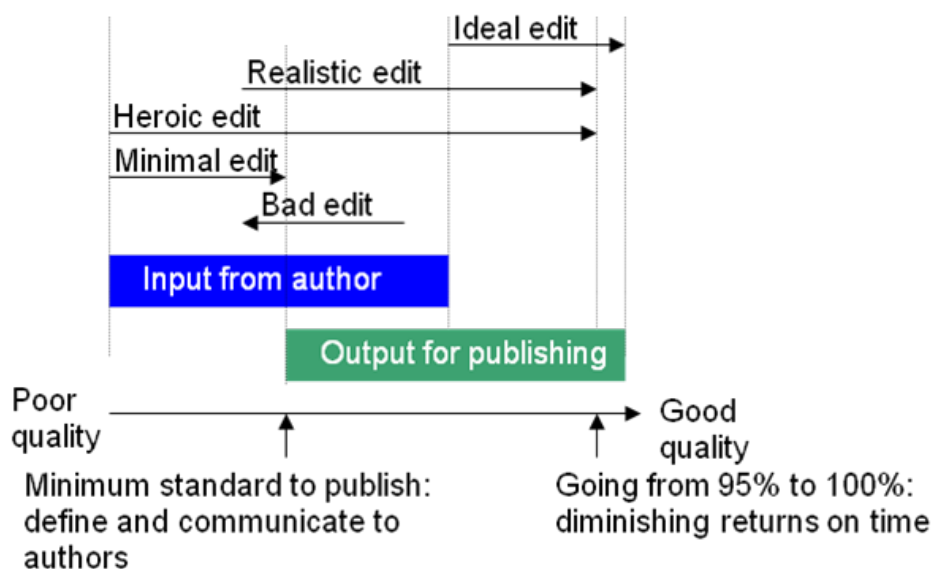 Ideal edit
Realistic edit
Heroic edit
Minimal edit
Bad edit
Input from author
Output for publishing
Poor
quality
Good
quality
Minimum standard to publish:
define and communicate to
authors
Going from 95% to 100%:
diminishing returns on time